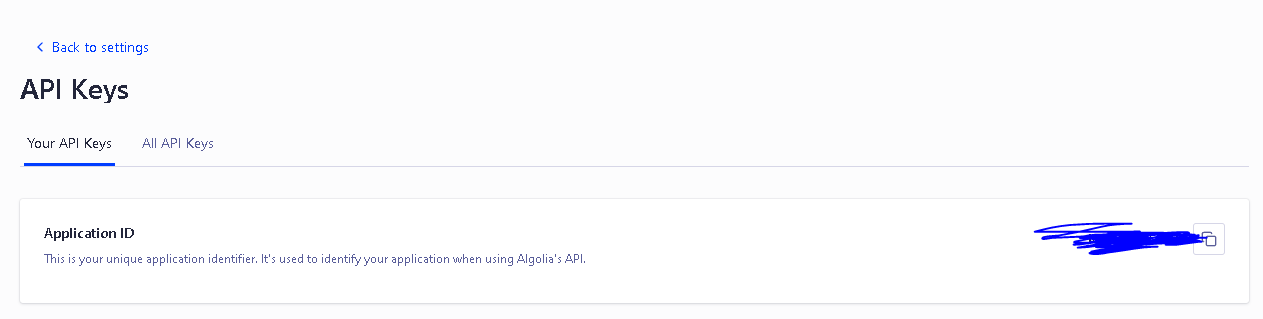 Back to settings
API Keys
Your API Keys
All API Keys
Application ID
This is your unique application identifier. It's used to identify your application when using Algolia's API.